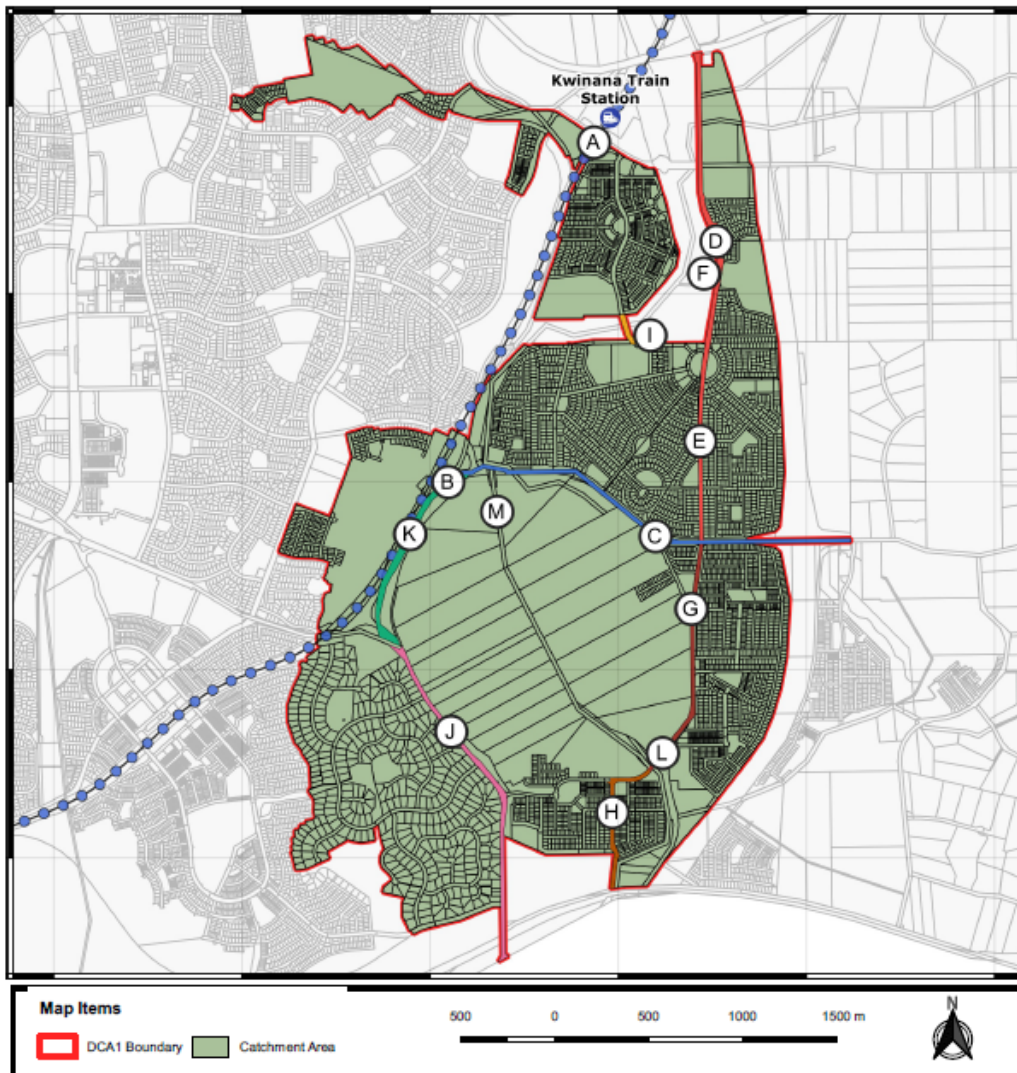 Kwinana Train
Station
A
D
F
I
E
B
M
C
K
G
J
L
H
Map Items
DCA1 Boundary
Catchment Area
500 0 500 1000 1500 m
N